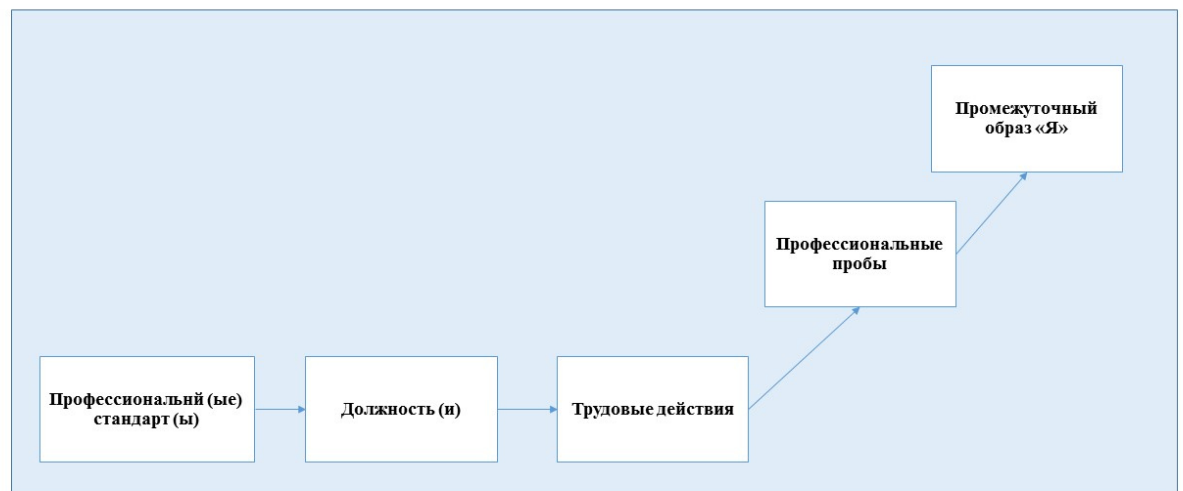 Промежуточный
образ «Я»
Профессиональные
пробы
Профессиональнй (ые)
стандарт (ы)
Должность (и)
Трудовые действия